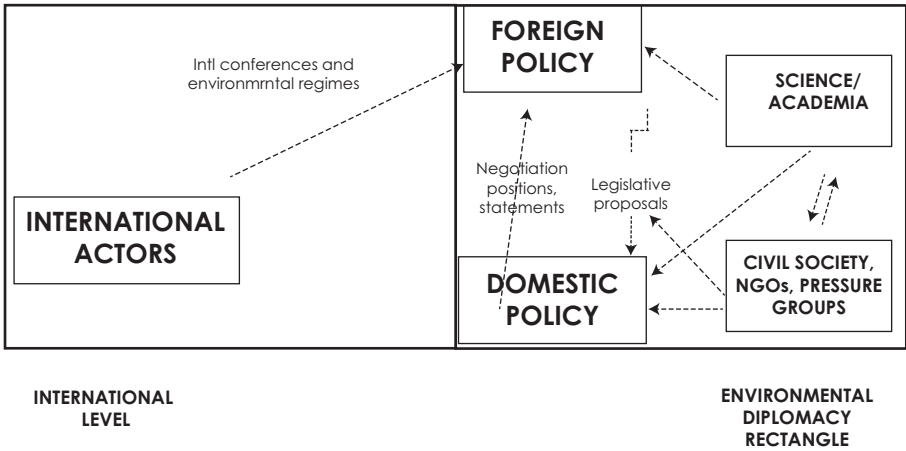 FOREIGN
POLICY
Intl conferences and
environmrntal regimes
SCIENCE/
ACADEMIA
Negotiation
positions,
statements
Legislative
proposals
INTERNATIONAL
ACTORS
DOMESTIC
POLICY
CIVIL SOCIETY,
NGOs, PRESSURE
GROUPS
INTERNATIONAL
LEVEL
ENVIRONMENTAL
DIPLOMACY
RECTANGLE